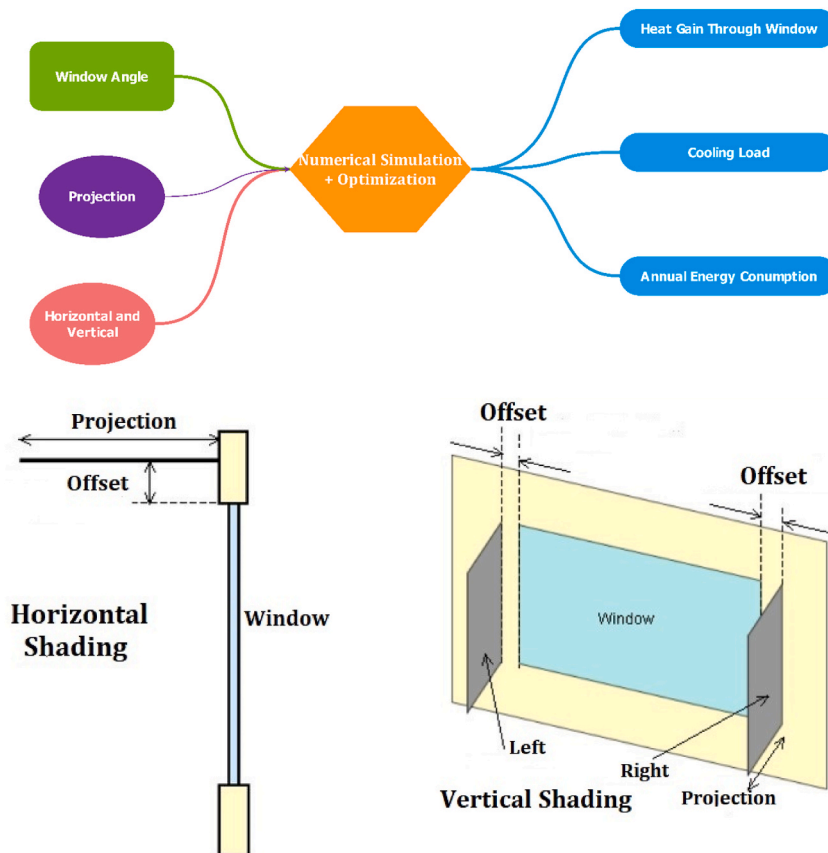 Window Angle
Projection
Horizontal and
Vertical
Numerical Simulation
+ Optimization
Heat Gain Through Window
Cooling Load
Annual Energy Conumption
Projection
Offset
Horizontal
Shading
Window
Offset
Offset
Window
Left
Right
Projection
Vertical Shading